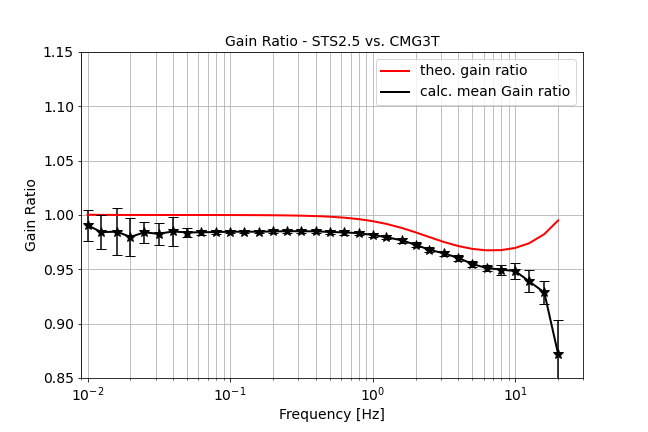 Gain Ratio - STS2.5 vs. CMG3T
theo. gain ratio
calc. mean Gain ratio
Gain Ratio
1.15
1.10
1.05
1.00
0.95
0.90
0.85
10⁻² 10⁻¹ 10⁰ 10¹
Frequency [Hz]